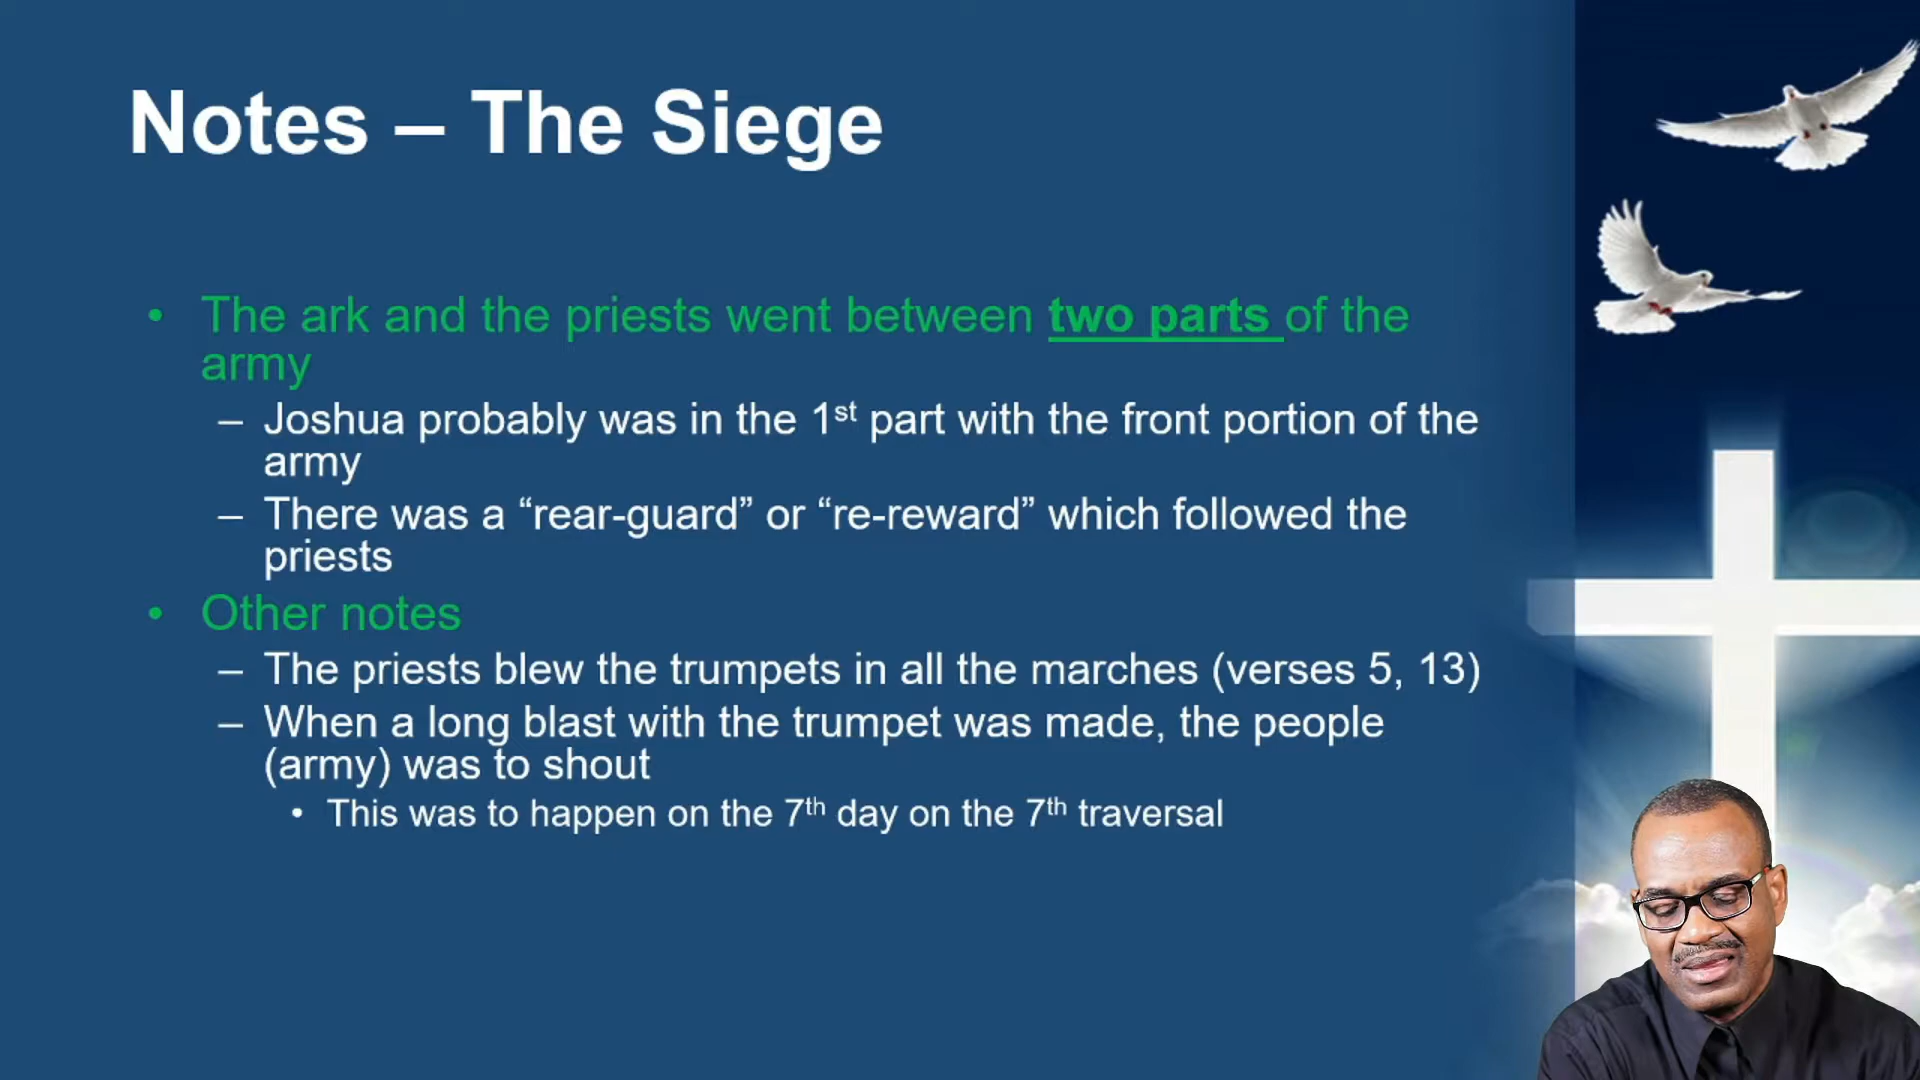 Notes – The Siege
• The ark and the priests went between two parts of the
army
– Joshua probably was in the 1st part with the front portion of the
army
– There was a “rear-guard” or “re-reward” which followed the
priests
• Other notes
– The priests blew the trumpets in all the marches (verses 5, 13)
– When a long blast with the trumpet was made, the people
(army) was to shout
• This was to happen on the 7th day on the 7th traversal